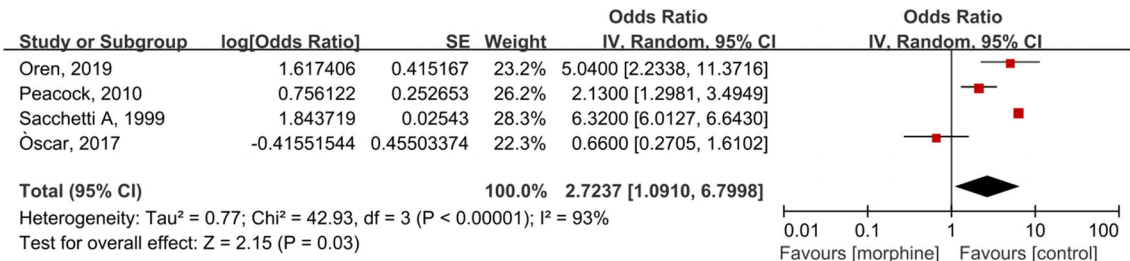 Odds Ratio Odds Ratio
Study or Subgroup log[Odds Ratio] SE Weight IV, Random, 95% CI IV, Random, 95% CI
Oren, 2019 1.617406 0.415167 23.2% 5.0400 [2.2338, 11.3716]
Peacock, 2010 0.756122 0.252653 26.2% 2.1300 [1.2981, 3.4949]
Sacchetti A, 1999 1.843719 0.02543 28.3% 6.3200 [6.0127, 6.6430]
Òscar, 2017 -0.41551544 0.45503374 22.3% 0.6600 [0.2705, 1.6102]
Total (95% CI) 100.0% 2.7237 [1.0910, 6.7998]
Heterogeneity: Tau² = 0.77; Chi² = 42.93, df = 3 (P < 0.00001); I² = 93%
Test for overall effect: Z = 2.15 (P = 0.03)
0.01 0.1 1 10 100
Favours [morphine] Favours [control]